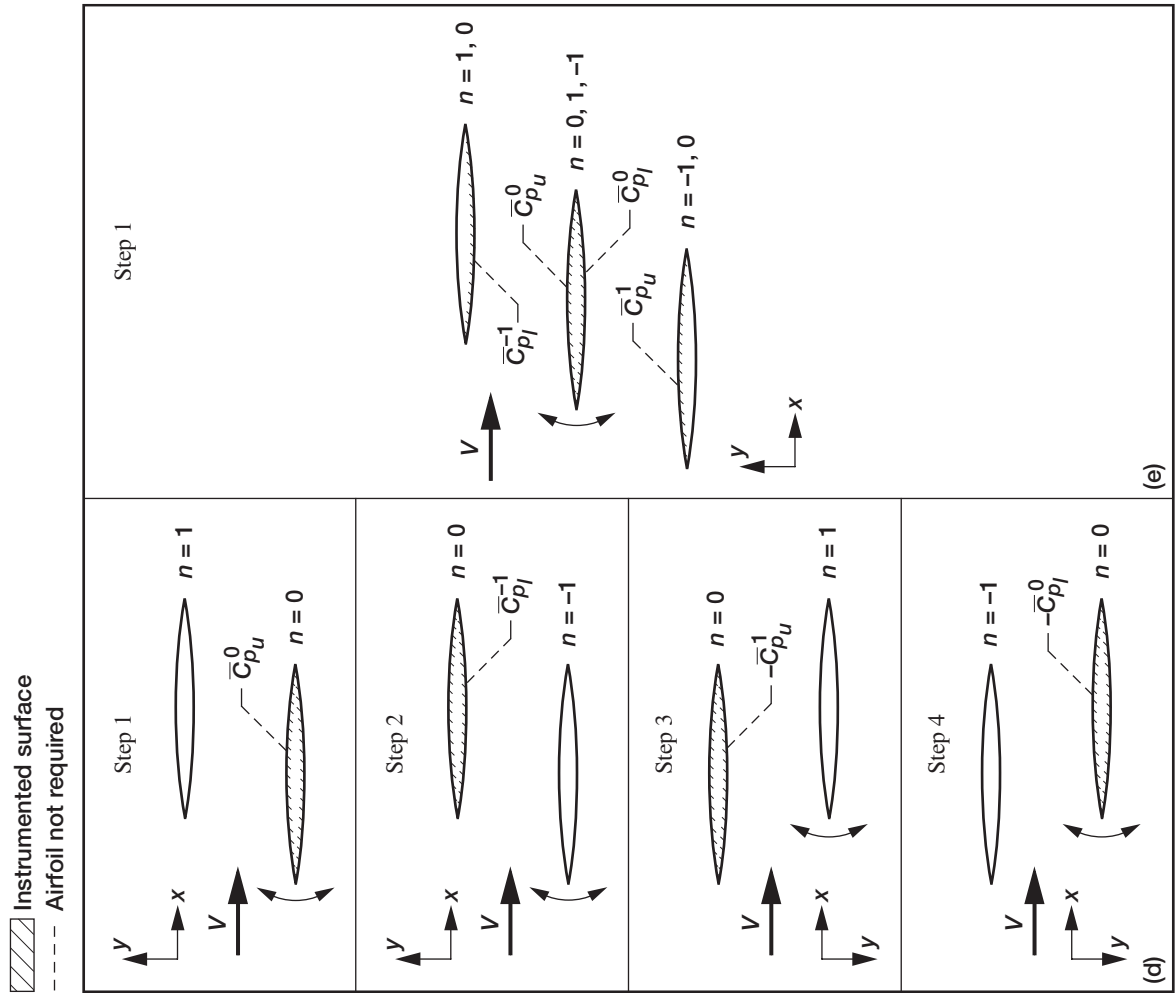 Instrumented surface
Airfoil not required
Step 1
y
x
V
n = 1
C̅⁰pᵤ
n = 0
Step 2
y
x
V
n = 0
C̅⁻¹pₗ
n = −1
Step 3
n = 0
V
−C̅¹pᵤ
x
y
n = 1
Step 4
n = −1
V
−C̅⁰pₗ
x
y
n = 0
(d)
Step 1
n = 1, 0
V
C̅⁻¹pₗ
C̅⁰pᵤ
n = 0, 1, −1
C̅⁰pₗ
C̅¹pᵤ
n = −1, 0
y
x
(e)